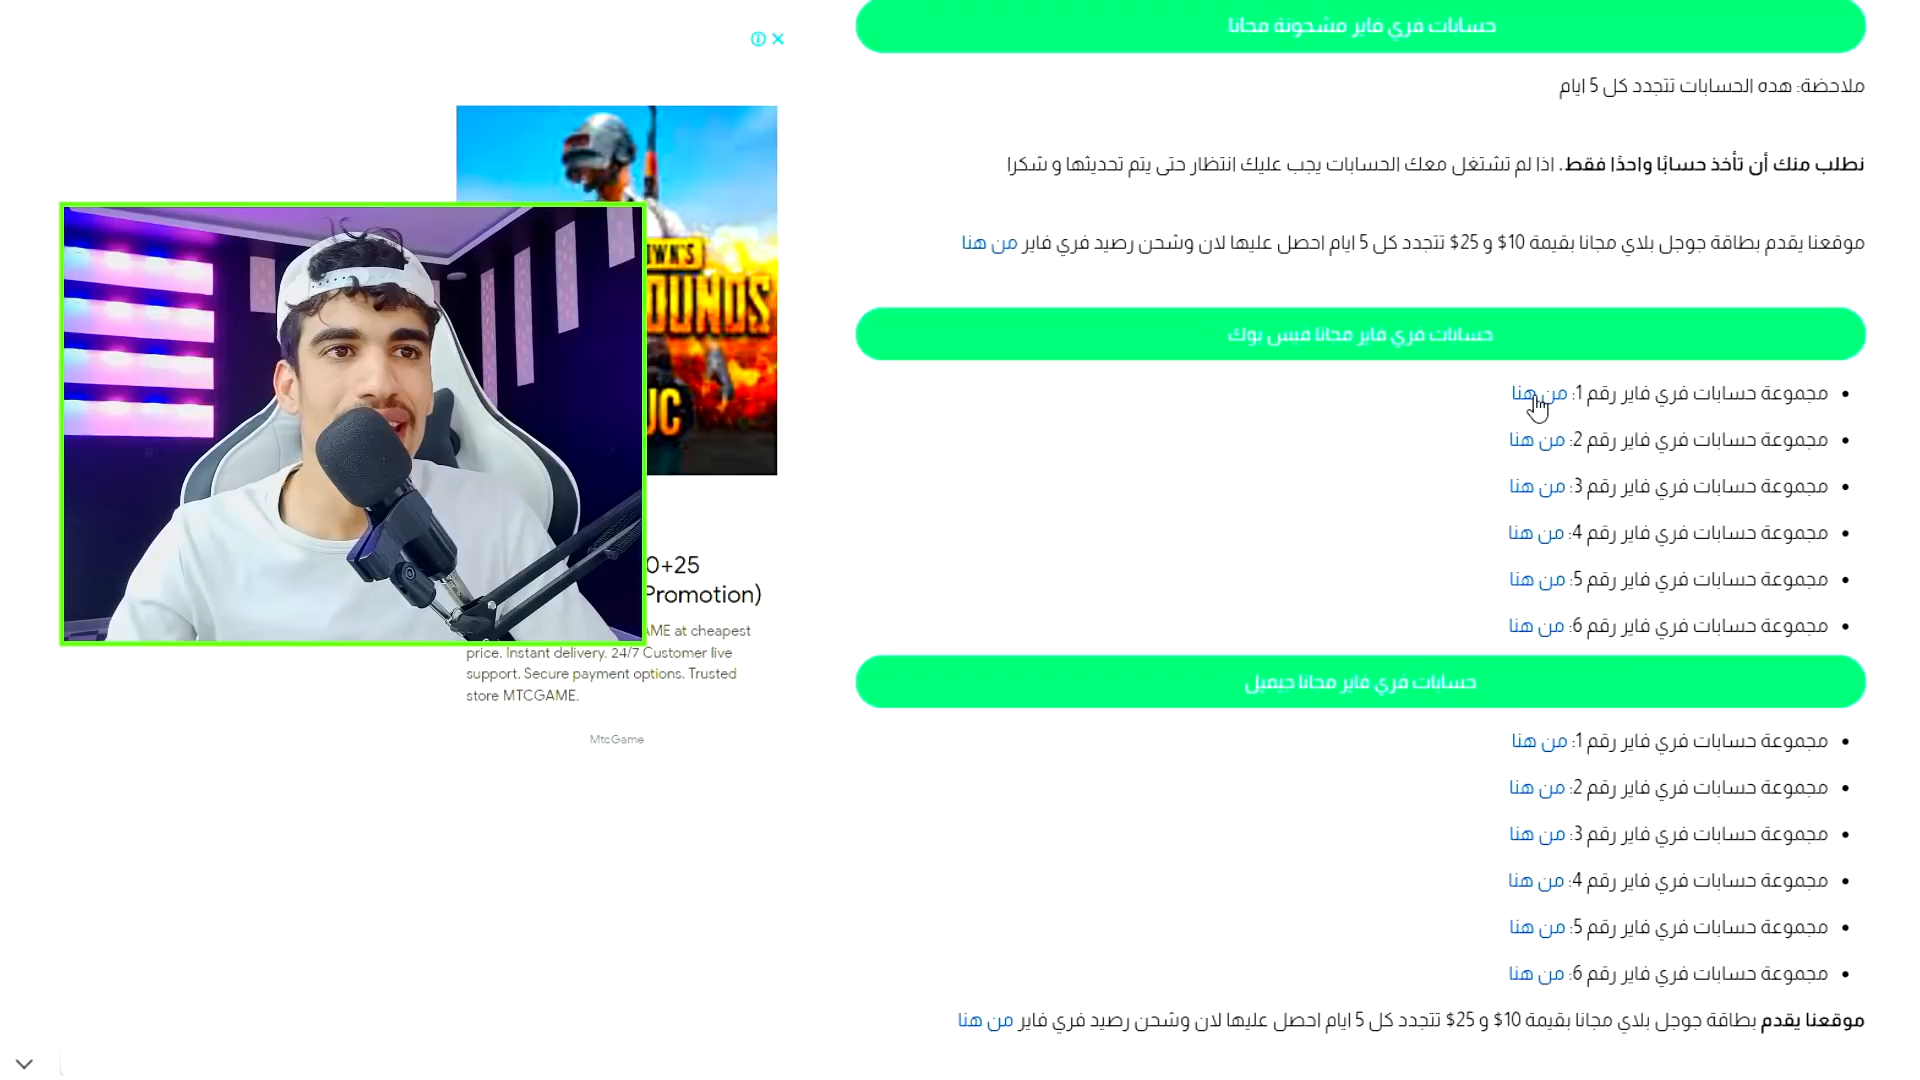 حسابات فري فاير مشحونة مجانا
ملاحضة: هده الحسابات تتجدد كل 5 ايام
نطلب منك أن تأخذ حسابًا واحدًا فقط. اذا لم تشتغل معك الحسابات يجب عليك انتظار حتى يتم تحديثها و شكرا
موقعنا يقدم بطاقة جوجل بلاي مجانا بقيمة 10$ و 25$ تتجدد كل 5 ايام احصل عليها لان وشحن رصيد فري فاير من هنا
حسابات فري فاير مجانا فيس بوك
مجموعة حسابات فري فاير رقم 1: من هنا
مجموعة حسابات فري فاير رقم 2: من هنا
مجموعة حسابات فري فاير رقم 3: من هنا
مجموعة حسابات فري فاير رقم 4: من هنا
مجموعة حسابات فري فاير رقم 5: من هنا
مجموعة حسابات فري فاير رقم 6: من هنا
حسابات فري فاير مجانا جيميل
مجموعة حسابات فري فاير رقم 1: من هنا
مجموعة حسابات فري فاير رقم 2: من هنا
مجموعة حسابات فري فاير رقم 3: من هنا
مجموعة حسابات فري فاير رقم 4: من هنا
مجموعة حسابات فري فاير رقم 5: من هنا
مجموعة حسابات فري فاير رقم 6: من هنا
موقعنا يقدم بطاقة جوجل بلاي مجانا بقيمة 10$ و 25$ تتجدد كل 5 ايام احصل عليها لان وشحن رصيد فري فاير من هنا
OWN'S
OUNDS
UC
0+25
Promotion)
AME at cheapest
price. Instant delivery. 24/7 Customer live
support. Secure payment options. Trusted
store MTCGAME.
MtcGame